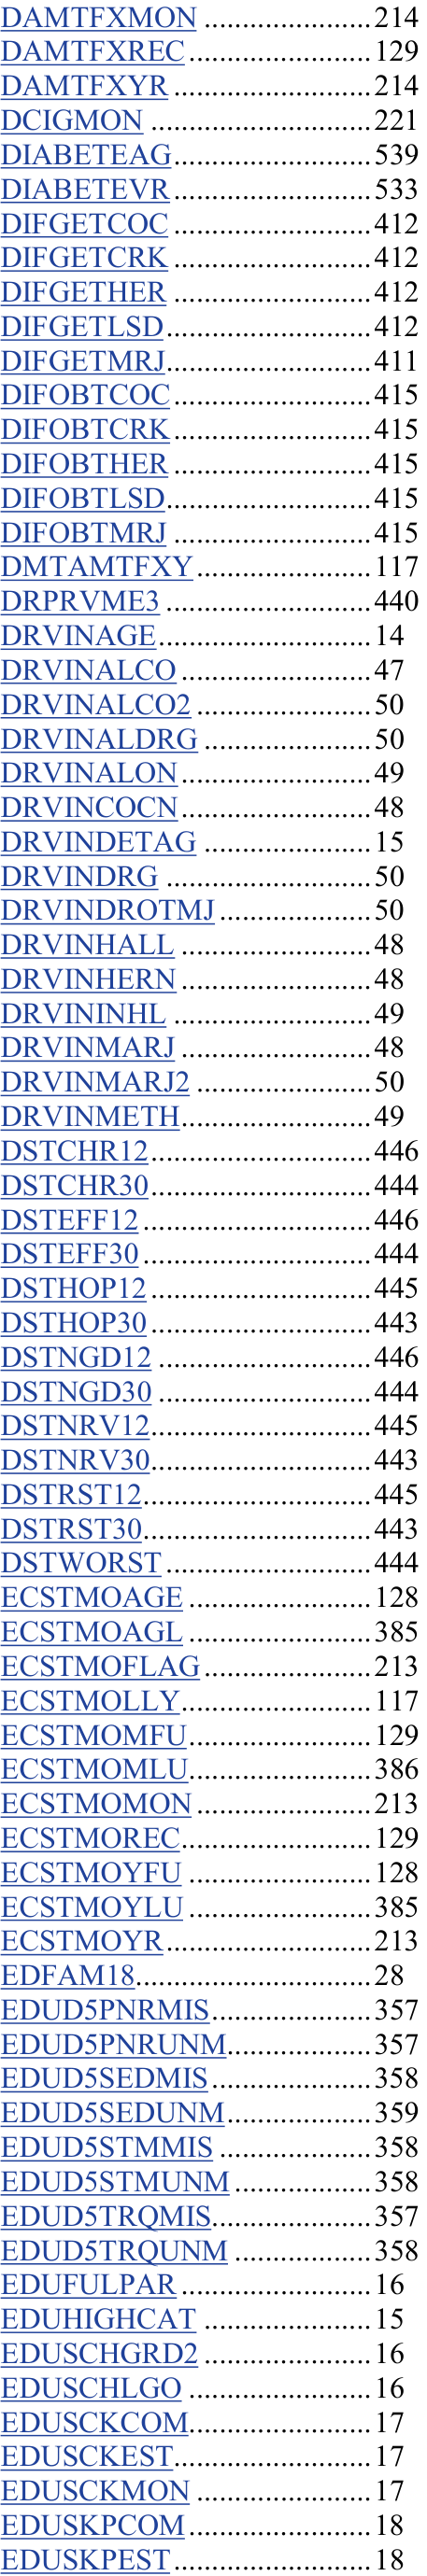 DAMTFXMON ........................ 214
DAMTFXREC .......................... 129
DAMTFXYR ............................ 214
DCIGMON ............................... 221
DIABETEAG ............................ 539
DIABETEVR ............................ 533
DIFGETCOC ............................ 412
DIFGETCRK ............................ 412
DIFGETHER ............................ 412
DIFGETLSD ............................. 412
DIFGETMRJ ............................. 411
DIFOBTCOC ............................ 415
DIFOBTCRK ............................ 415
DIFOBTHER ............................ 415
DIFOBTLSD ............................. 415
DIFOBTMRJ ............................. 415
DMTAMTFXY ......................... 117
DRPRVME3 ............................. 440
DRVINAGE .............................. 14
DRVINALCO ........................... 47
DRVINALCO2 ......................... 50
DRVINALDRG ........................ 50
DRVINALON ........................... 49
DRVINCOCN ........................... 48
DRVINDETAG ........................ 15
DRVINDRG ............................. 50
DRVINDROTMJ ...................... 50
DRVINHALL ........................... 48
DRVINHERN ........................... 48
DRVININHL ............................ 49
DRVINMARJ ........................... 48
DRVINMARJ2 ......................... 50
DRVINMETH ........................... 49
DSTCHR12 ............................... 446
DSTCHR30 ............................... 444
DSTEFF12 ................................ 446
DSTEFF30 ................................ 444
DSTHOP12 ............................... 445
DSTHOP30 ............................... 443
DSTNGD12 .............................. 446
DSTNGD30 .............................. 444
DSTNRV12 ............................... 445
DSTNRV30 ............................... 443
DSTRST12 ................................ 445
DSTRST30 ................................ 443
DSTWORST ............................. 444
ECSTMOAGE .......................... 128
ECSTMOAGL .......................... 385
ECSTMOFLAG ........................ 213
ECSTMOLLY ........................... 117
ECSTMOMFU .......................... 129
ECSTMOMLU .......................... 386
ECSTMOMON ......................... 213
ECSTMOREC ........................... 129
ECSTMOYFU .......................... 128
ECSTMOYLU .......................... 385
ECSTMOYR ............................. 213
EDFAM18 ................................. 28
EDUD5PNRMIS ....................... 357
EDUD5PNRUNM ..................... 357
EDUD5SEDMIS ....................... 358
EDUD5SEDUNM ..................... 359
EDUD5STMMIS ...................... 358
EDUD5STMUNM .................... 358
EDUD5TRQMIS ....................... 357
EDUD5TRQUNM .................... 358
EDUFULPAR ........................... 16
EDUHIGHCAT ........................ 15
EDUSCHGRD2 ........................ 16
EDUSCHLGO .......................... 16
EDUSCKCOM .......................... 17
EDUSCKEST ............................ 17
EDUSCKMON ......................... 17
EDUSKPCOM .......................... 18
EDUSKPEST ............................ 18